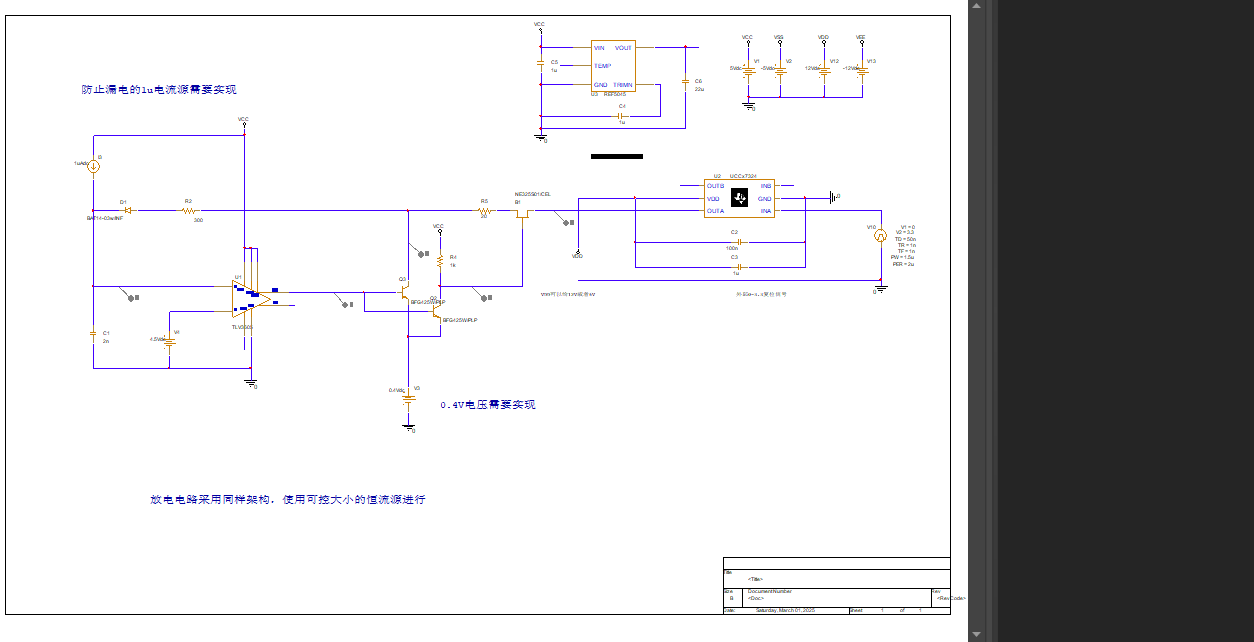 VCC
VIN VOUT
TEMP
GND TRIMN
U3 REF5045
C5
1u
C6
22u
C4
1u
0
VCC VSS VDD VEE
V1 V2 V12 V13
5Vdc -5Vdc 12Vdc -12Vdc
0
防止漏电的1u电流源需要实现
VCC
I3
1uAdc
D1
BAT14-03W/INF
R2
300
R5
20
NE325S01/CEL
B1
U2 UCCx7324
OUTB INB
VDD GND
OUTA INA
0
C2
100n
C3
1u
VDD
V10
V1 = 0
V2 = 3.3
TD = 50n
TR = 1n
TF = 1n
PW = 1.5u
PER = 2u
0
VCC
R4
1k
Q3
BFG425W/PLP
BFG425W/PLP
U1
TLV3605
C1
2n
V4
4.5Vdc
0
0.4Vdc
V3
0
0.4V电压需要实现
放电电路采用同样架构，使用可控大小的恒流源进行
Title
<Title>
Size Document Number Rev
B <Doc> <RevCode>
Date: Saturday, March 01, 2025 Sheet 1 of 1